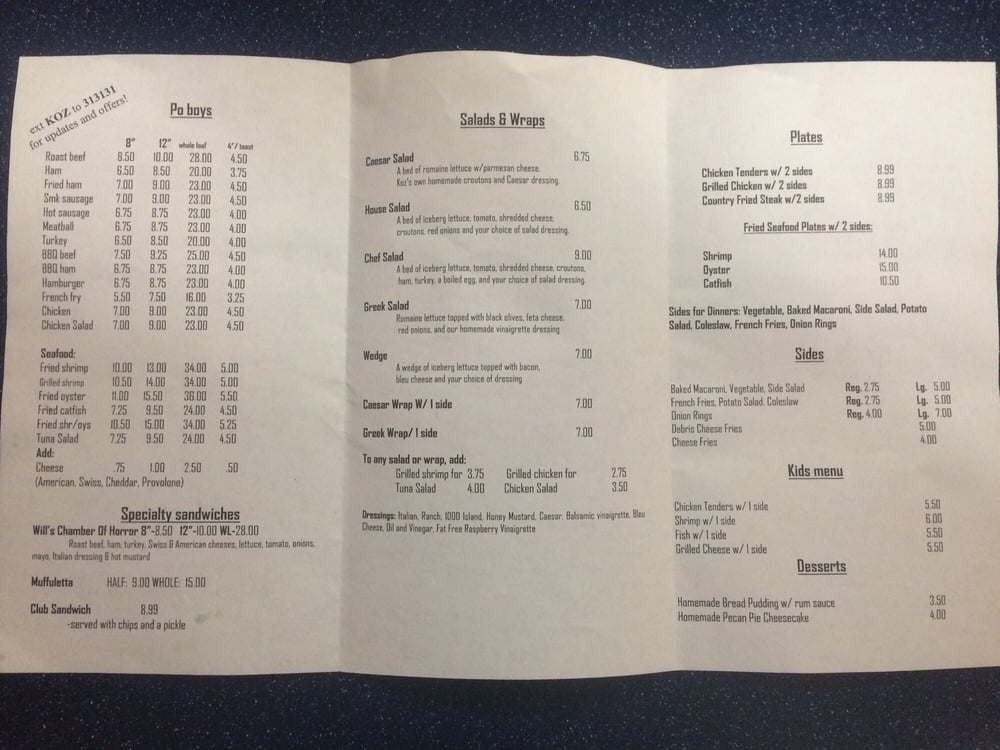 ext KOZ to 313131
for updates and offers!
Po boys
8" 12" whole loaf 4"/ toast
Roast beef 8.50 10.00 28.00 4.50
Ham 6.50 8.50 20.00 3.75
Fried ham 7.00 9.00 23.00 4.50
Smk sausage 7.00 9.00 23.00 4.50
Hot sausage 6.75 8.75 23.00 4.00
Meatball 6.75 8.75 23.00 4.00
Turkey 6.50 8.50 20.00 4.00
BBQ beef 7.50 9.25 25.00 4.50
BBQ ham 6.75 8.75 23.00 4.00
Hamburger 6.75 8.75 23.00 4.00
French fry 5.50 7.50 16.00 3.25
Chicken 7.00 9.00 23.00 4.50
Chicken Salad 7.00 9.00 23.00 4.50
Seafood:
Fried shrimp 10.00 13.00 34.00 5.00
Grilled shrimp 10.50 14.00 34.00 5.00
Fried oyster 11.00 15.50 36.00 5.50
Fried catfish 7.25 9.50 24.00 4.50
Fried shr/oys 10.50 15.00 34.00 5.25
Tuna Salad 7.25 9.50 24.00 4.50
Add:
Cheese .75 1.00 2.50 .50
(American, Swiss, Cheddar, Provolone)
Specialty sandwiches
Will's Chamber Of Horror 8"-8.50 12"-10.00 WL-28.00
Roast beef, ham, turkey, Swiss & American cheeses, lettuce, tomato, onions,
mayo, Italian dressing & hot mustard
Muffuletta HALF: 9.00 WHOLE: 15.00
Club Sandwich 8.99
-served with chips and a pickle
Salads & Wraps
Caesar Salad 6.75
A bed of romaine lettuce w/parmesan cheese,
Koz's own homemade croutons and Caesar dressing.
House Salad 6.50
A bed of iceberg lettuce, tomato, shredded cheese,
croutons, red onions and your choice of salad dressing.
Chef Salad 9.00
A bed of iceberg lettuce, tomato, shredded cheese, croutons,
ham, turkey, a boiled egg, and your choice of salad dressing.
Greek Salad 7.00
Romaine lettuce topped with black olives, feta cheese,
red onions, and our homemade vinaigrette dressing
Wedge 7.00
A wedge of iceberg lettuce topped with bacon,
bleu cheese and your choice of dressing
Caesar Wrap W/ 1 side 7.00
Greek Wrap/ 1 side 7.00
To any salad or wrap, add:
Grilled shrimp for 3.75 Grilled chicken for 2.75
Tuna Salad 4.00 Chicken Salad 3.50
Dressings: Italian, Ranch, 1000 Island, Honey Mustard, Caesar, Balsamic vinaigrette, Bleu
Cheese, Oil and Vinegar, Fat Free Raspberry Vinaigrette
Plates
Chicken Tenders w/ 2 sides 8.99
Grilled Chicken w/ 2 sides 8.99
Country Fried Steak w/2 sides 8.99
Fried Seafood Plates w/ 2 sides:
Shrimp 14.00
Oyster 15.00
Catfish 10.50
Sides for Dinners: Vegetable, Baked Macaroni, Side Salad, Potato
Salad, Coleslaw, French Fries, Onion Rings
Sides
Baked Macaroni, Vegetable, Side Salad Reg. 2.75 Lg. 5.00
French Fries, Potato Salad, Coleslaw Reg. 2.75 Lg. 5.00
Onion Rings Reg. 4.00 Lg. 7.00
Debris Cheese Fries 5.00
Cheese Fries 4.00
Kids menu
Chicken Tenders w/ 1 side 5.50
Shrimp w/ 1 side 6.00
Fish w/ 1 side 5.50
Grilled Cheese w/ 1 side 5.50
Desserts
Homemade Bread Pudding w/ rum sauce 3.50
Homemade Pecan Pie Cheesecake 4.00